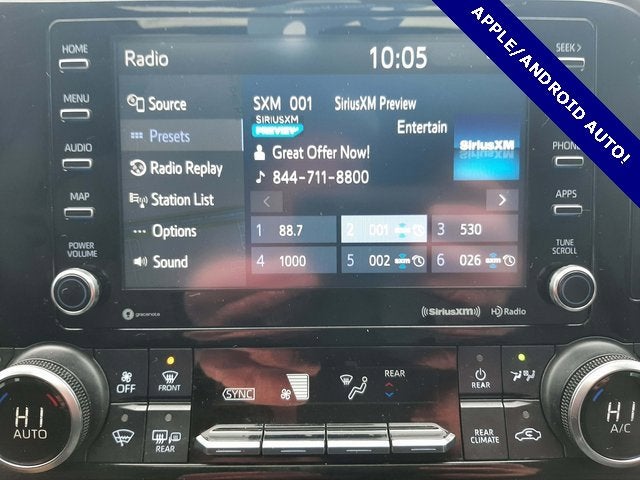 APPLE/ANDROID AUTO!
HOME
MENU
AUDIO
MAP
POWER
VOLUME
Radio
10:05
Source
Presets
Radio Replay
Station List
Options
Sound
SXM 001 SiriusXM Preview
SIRIUSXM
PREVIEW
Entertain
Great Offer Now!
844-711-8800
SiriusXM
<
>
1 88.7
2 001 sxm
3 530
4 1000
5 002 sxm
6 026 sxm
gracenote
((SiriusXM))
HD Radio
SEEK >
PHONE
APPS
TUNE
SCROLL
HI
AUTO
OFF
FRONT
REAR
SYNC
REAR
REAR
REAR
CLIMATE
HI
A/C